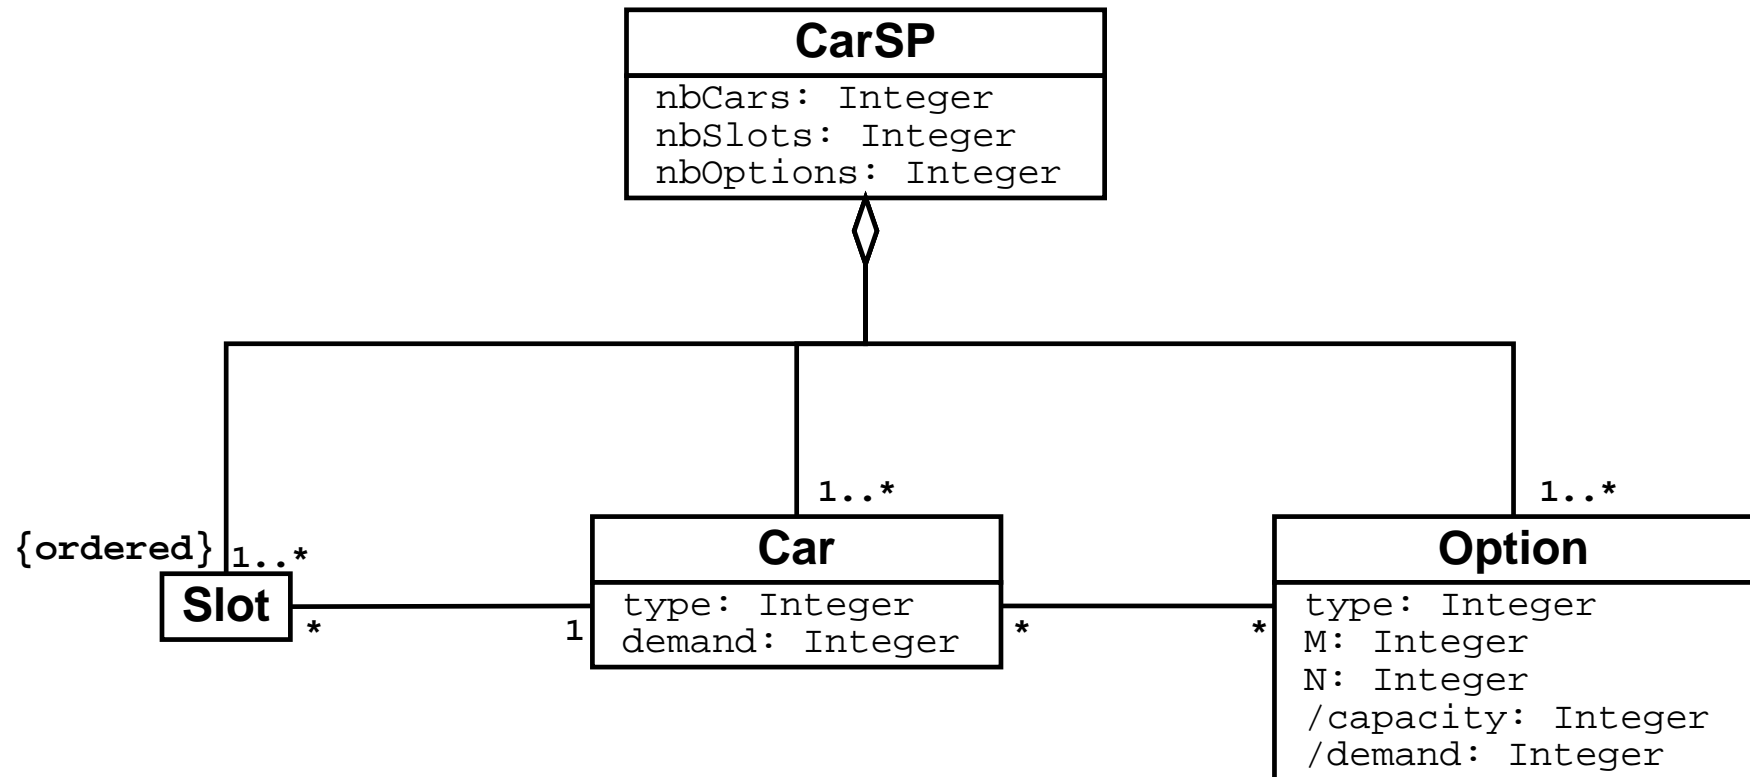 CarSP
nbCars: Integer
nbSlots: Integer
nbOptions: Integer
1..*
1..*
{ordered}
1..*
Slot
*
1
Car
type: Integer
demand: Integer
*
*
Option
type: Integer
M: Integer
N: Integer
/capacity: Integer
/demand: Integer